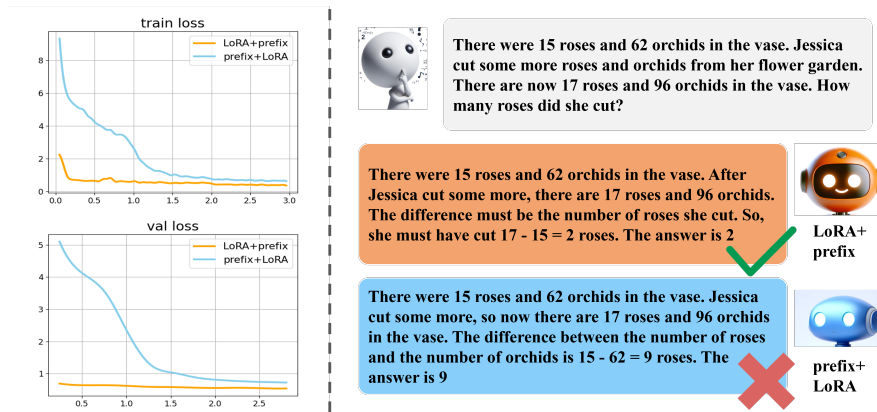 train loss
LoRA+prefix
prefix+LoRA
8
6
4
2
0
0.0 0.5 1.0 1.5 2.0 2.5 3.0
val loss
LoRA+prefix
prefix+LoRA
5
4
3
2
1
0.5 1.0 1.5 2.0 2.5
There were 15 roses and 62 orchids in the vase. Jessica
cut some more roses and orchids from her flower garden.
There are now 17 roses and 96 orchids in the vase. How
many roses did she cut?
There were 15 roses and 62 orchids in the vase. After
Jessica cut some more, there are 17 roses and 96 orchids.
The difference must be the number of roses she cut. So,
she must have cut 17 - 15 = 2 roses. The answer is 2
LoRA+
prefix
There were 15 roses and 62 orchids in the vase. Jessica
cut some more, so now there are 17 roses and 96 orchids
in the vase. The difference between the number of roses
and the number of orchids is 15 - 62 = 9 roses. The
answer is 9
prefix+
LoRA